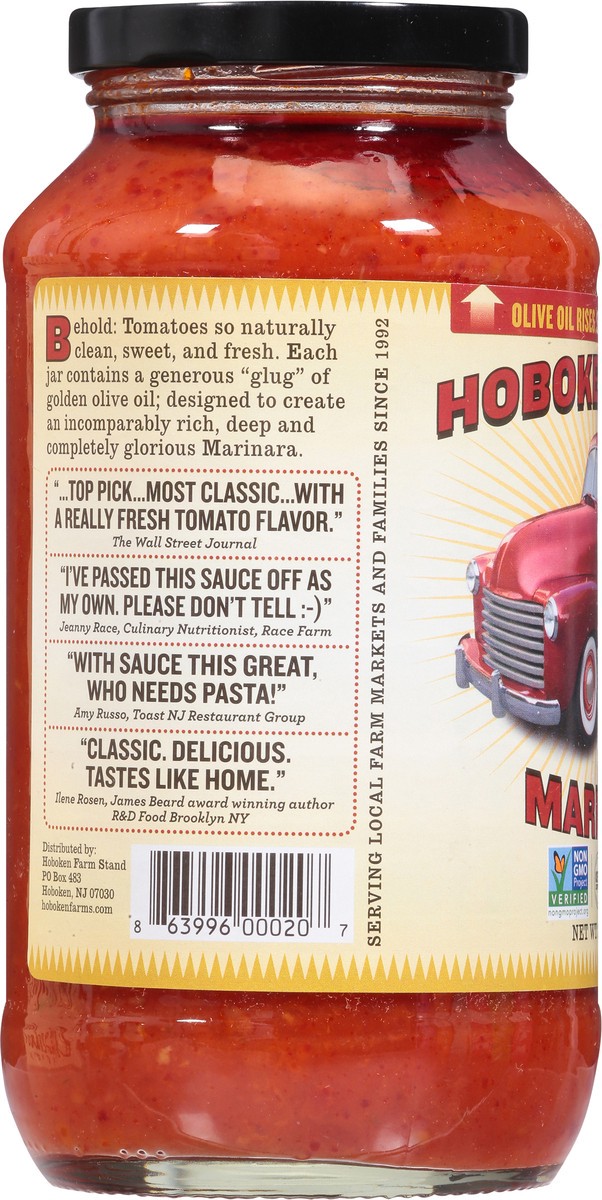 Behold: Tomatoes so naturally
clean, sweet, and fresh. Each
jar contains a generous “glug” of
golden olive oil; designed to create
an incomparably rich, deep and
completely glorious Marinara.
“...TOP PICK...MOST CLASSIC...WITH
A REALLY FRESH TOMATO FLAVOR.”
The Wall Street Journal
“I’VE PASSED THIS SAUCE OFF AS
MY OWN. PLEASE DON’T TELL :-)”
Jeanny Race, Culinary Nutritionist, Race Farm
“WITH SAUCE THIS GREAT,
WHO NEEDS PASTA!”
Amy Russo, Toast NJ Restaurant Group
“CLASSIC. DELICIOUS.
TASTES LIKE HOME.”
Ilene Rosen, James Beard award winning author
R&D Food Brooklyn NY
Distributed by:
Hoboken Farm Stand
PO Box 483
Hoboken, NJ 07030
hobokenfarms.com
8 63996 00020 7
SERVING LOCAL FARM MARKETS AND FAMILIES SINCE 1992
OLIVE OIL RISES
HOBOKE
MAR
NON
GMO
Project
VERIFIED
nongmoproject.org
NET WT